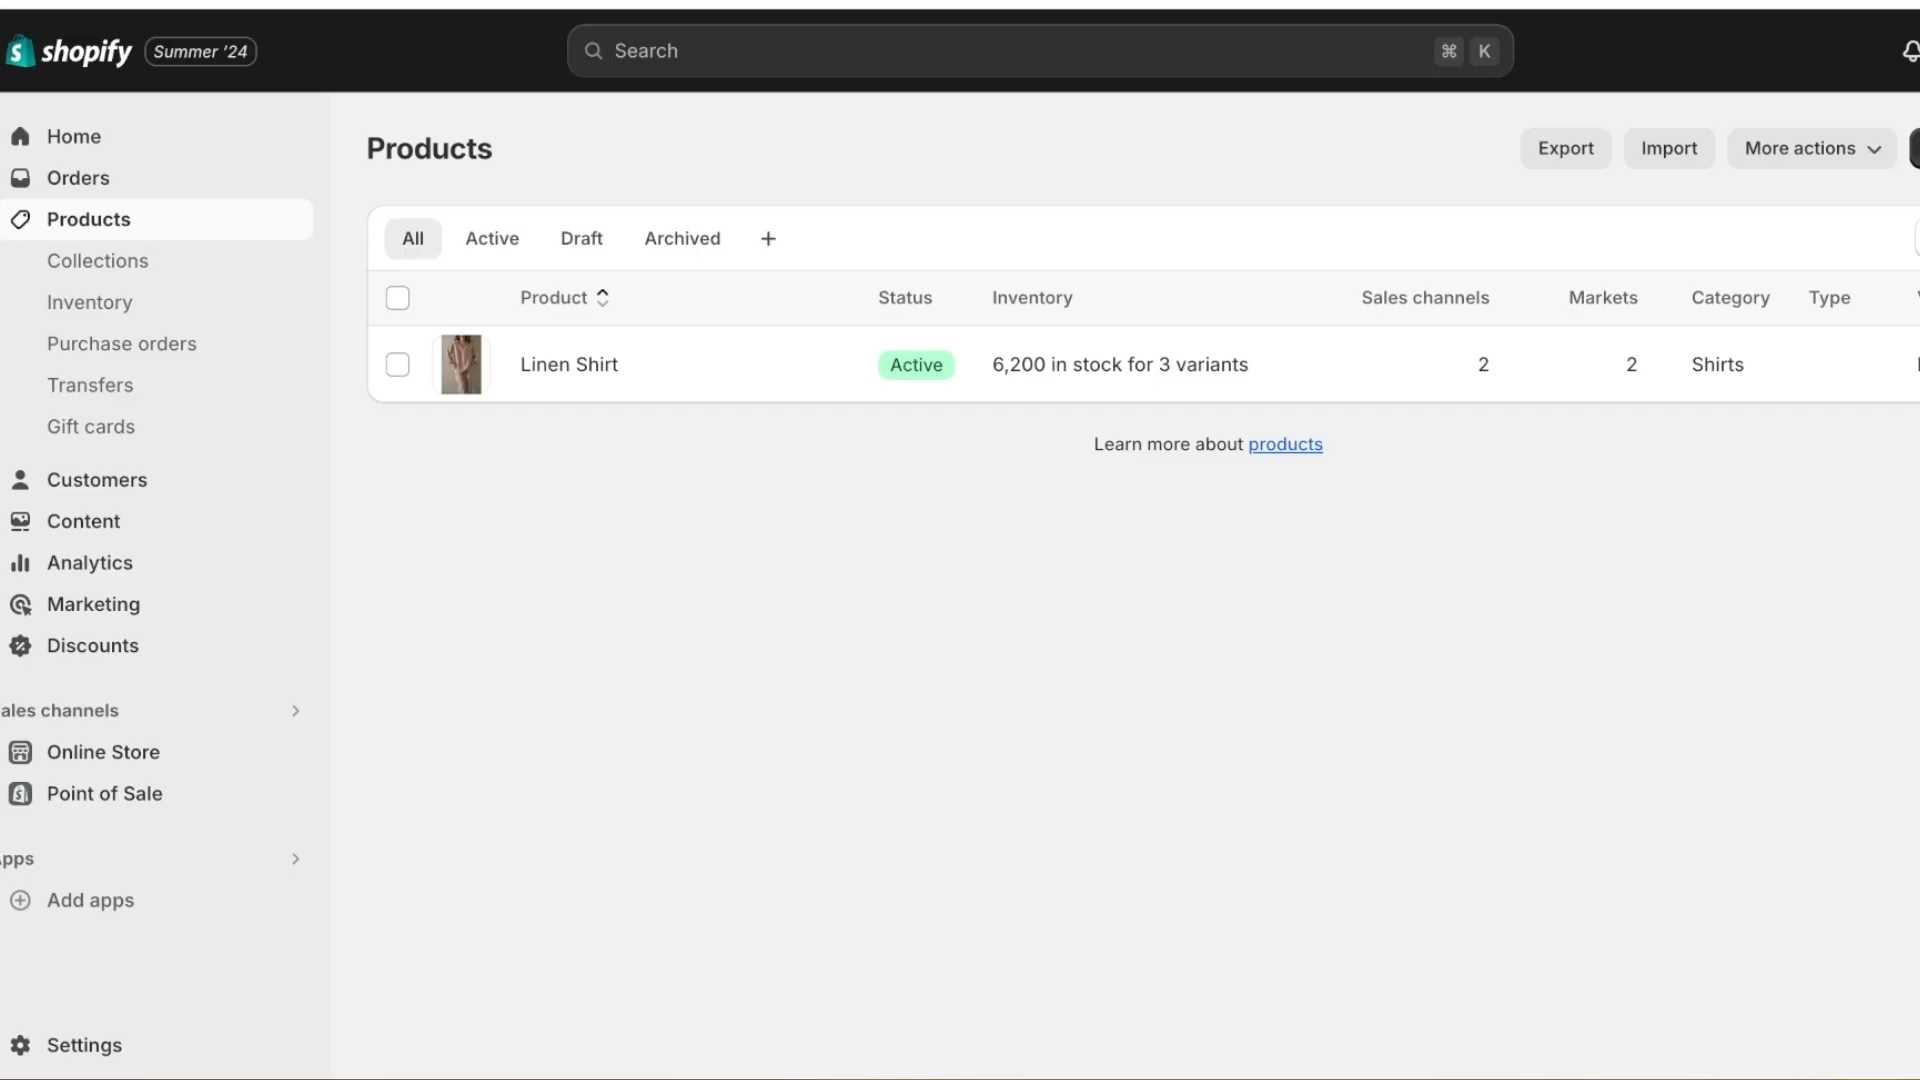 shopify Summer '24
Search
⌘ K
Home
Orders
Products
Collections
Inventory
Purchase orders
Transfers
Gift cards
Customers
Content
Analytics
Marketing
Discounts
ales channels
Online Store
Point of Sale
pps
Add apps
Settings
Products
Export Import More actions
All Active Draft Archived +
Product Status Inventory Sales channels Markets Category Type
Linen Shirt Active 6,200 in stock for 3 variants 2 2 Shirts
Learn more about products